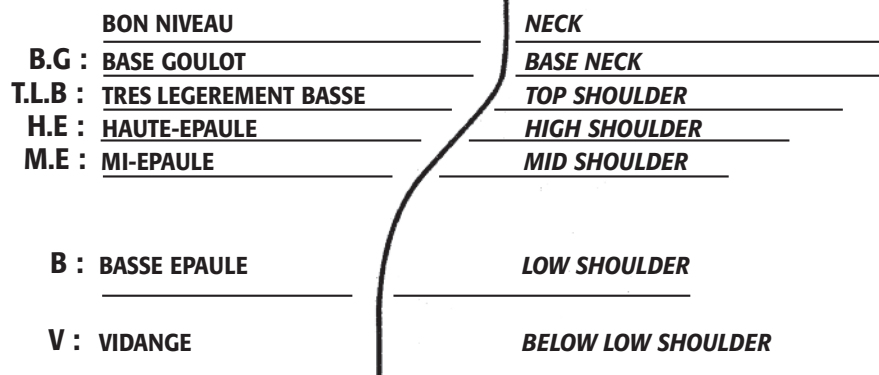 BON NIVEAU NECK
B.G : BASE GOULOT BASE NECK
T.L.B : TRES LEGEREMENT BASSE TOP SHOULDER
H.E : HAUTE-EPAULE HIGH SHOULDER
M.E : MI-EPAULE MID SHOULDER
B : BASSE EPAULE LOW SHOULDER
V : VIDANGE BELOW LOW SHOULDER